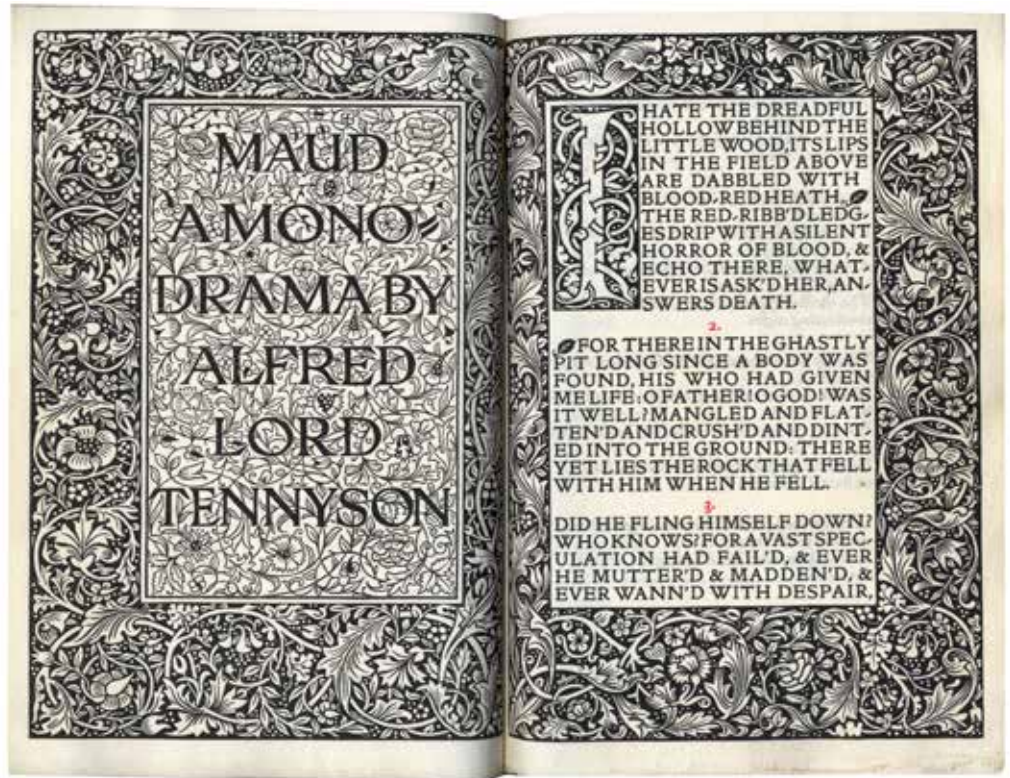 MAUD
A MONO-
DRAMA BY
ALFRED
LORD
TENNYSON
I HATE THE DREADFUL
HOLLOW BEHIND THE
LITTLE WOOD, ITS LIPS
IN THE FIELD ABOVE
ARE DABBLED WITH
BLOOD-RED HEATH,
THE RED-RIBB'D LEDG-
ES DRIP WITH A SILENT
HORROR OF BLOOD, &
ECHO THERE, WHAT-
EVER IS ASK'D HER, AN-
SWERS DEATH.
2.
FOR THERE IN THE GHASTLY
PIT LONG SINCE A BODY WAS
FOUND, HIS WHO HAD GIVEN
ME LIFE: O FATHER! O GOD! WAS
IT WELL? MANGLED AND FLAT-
TEN'D AND CRUSH'D AND DINT-
ED INTO THE GROUND: THERE
YET LIES THE ROCK THAT FELL
WITH HIM WHEN HE FELL.
3.
DID HE FLING HIMSELF DOWN?
WHO KNOWS? FOR A VAST SPEC-
ULATION HAD FAIL'D, & EVER
HE MUTTER'D & MADDEN'D, &
EVER WANN'D WITH DESPAIR,